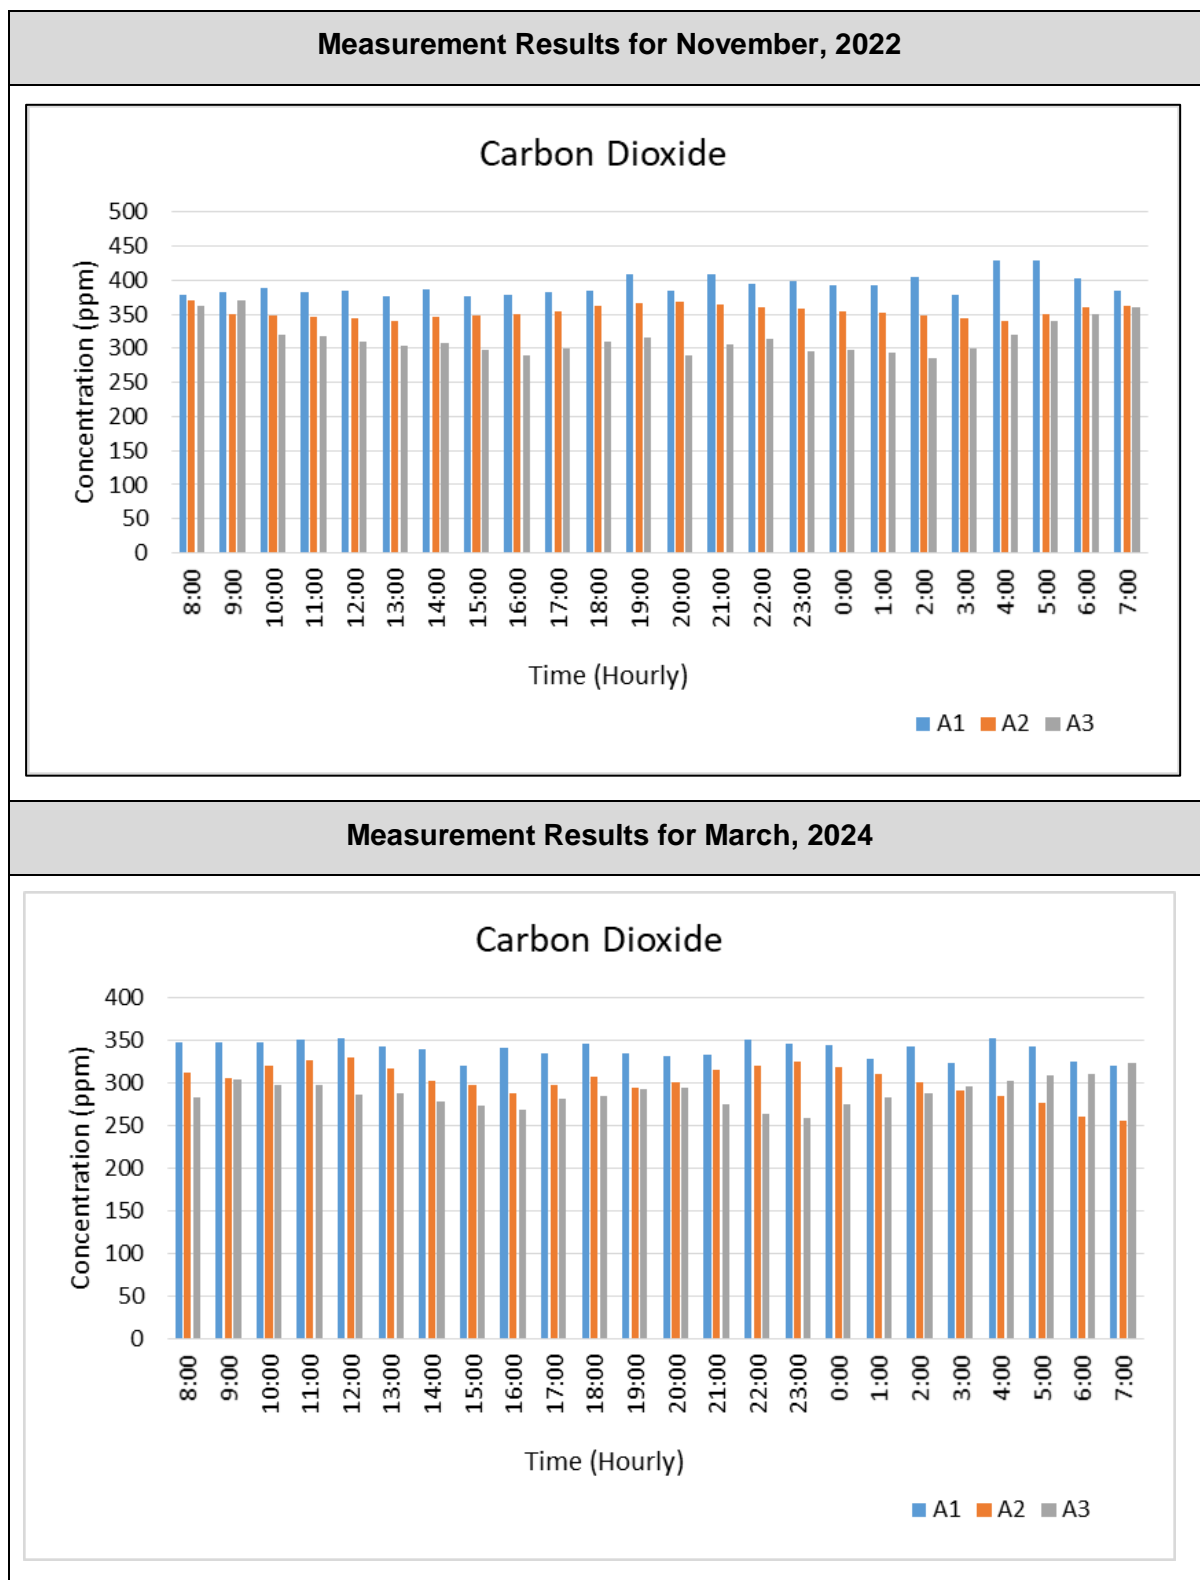 Measurement Results for November, 2022
Carbon Dioxide
Concentration (ppm)
500
450
400
350
300
250
200
150
100
50
0
8:00 9:00 10:00 11:00 12:00 13:00 14:00 15:00 16:00 17:00 18:00 19:00 20:00 21:00 22:00 23:00 0:00 1:00 2:00 3:00 4:00 5:00 6:00 7:00
Time (Hourly)
A1 A2 A3
Measurement Results for March, 2024
Carbon Dioxide
Concentration (ppm)
400
350
300
250
200
150
100
50
0
8:00 9:00 10:00 11:00 12:00 13:00 14:00 15:00 16:00 17:00 18:00 19:00 20:00 21:00 22:00 23:00 0:00 1:00 2:00 3:00 4:00 5:00 6:00 7:00
Time (Hourly)
A1 A2 A3